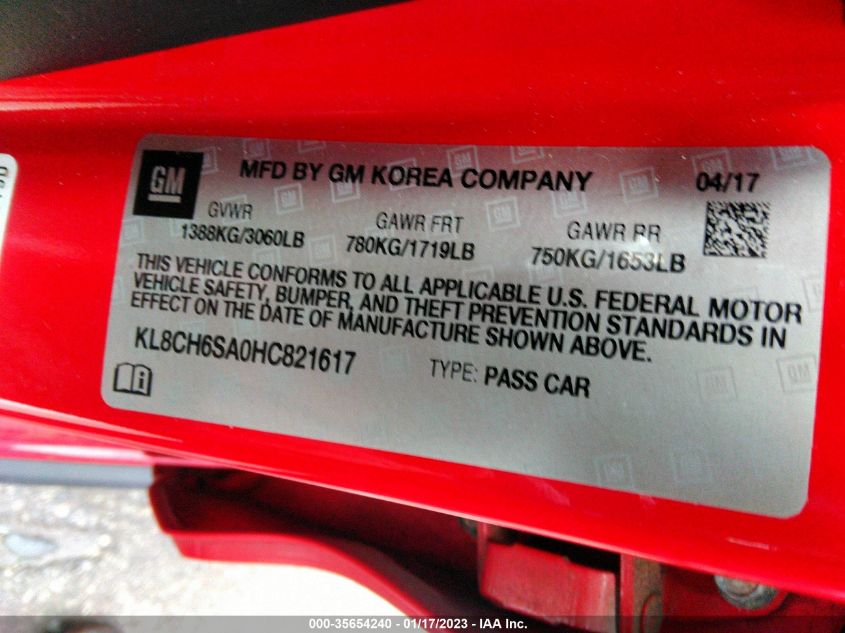 GM
MFD BY GM KOREA COMPANY
04/17
GVWR
1388KG/3060LB
GAWR FRT
780KG/1719LB
GAWR RR
750KG/1653LB
THIS VEHICLE CONFORMS TO ALL APPLICABLE U.S. FEDERAL MOTOR
VEHICLE SAFETY, BUMPER, AND THEFT PREVENTION STANDARDS IN
EFFECT ON THE DATE OF MANUFACTURE SHOWN ABOVE.
KL8CH6SA0HC821617
TYPE: PASS CAR
000-35654240 - 01/17/2023 - IAA Inc.